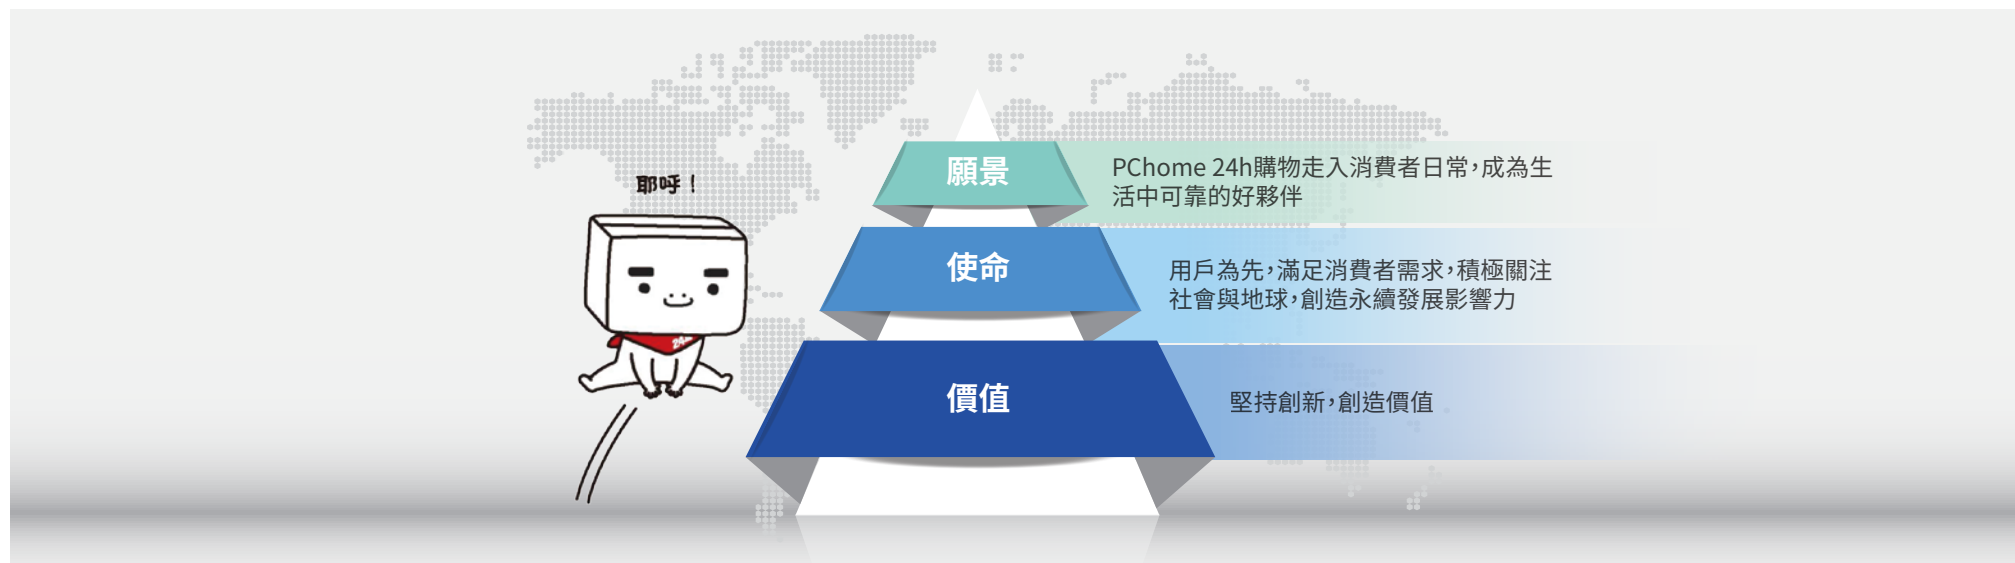 耶呼！
願景
PChome 24h購物走入消費者日常,成為生
活中可靠的好夥伴
使命
用戶為先,滿足消費者需求,積極關注
社會與地球,創造永續發展影響力
價值
堅持創新,創造價值
24